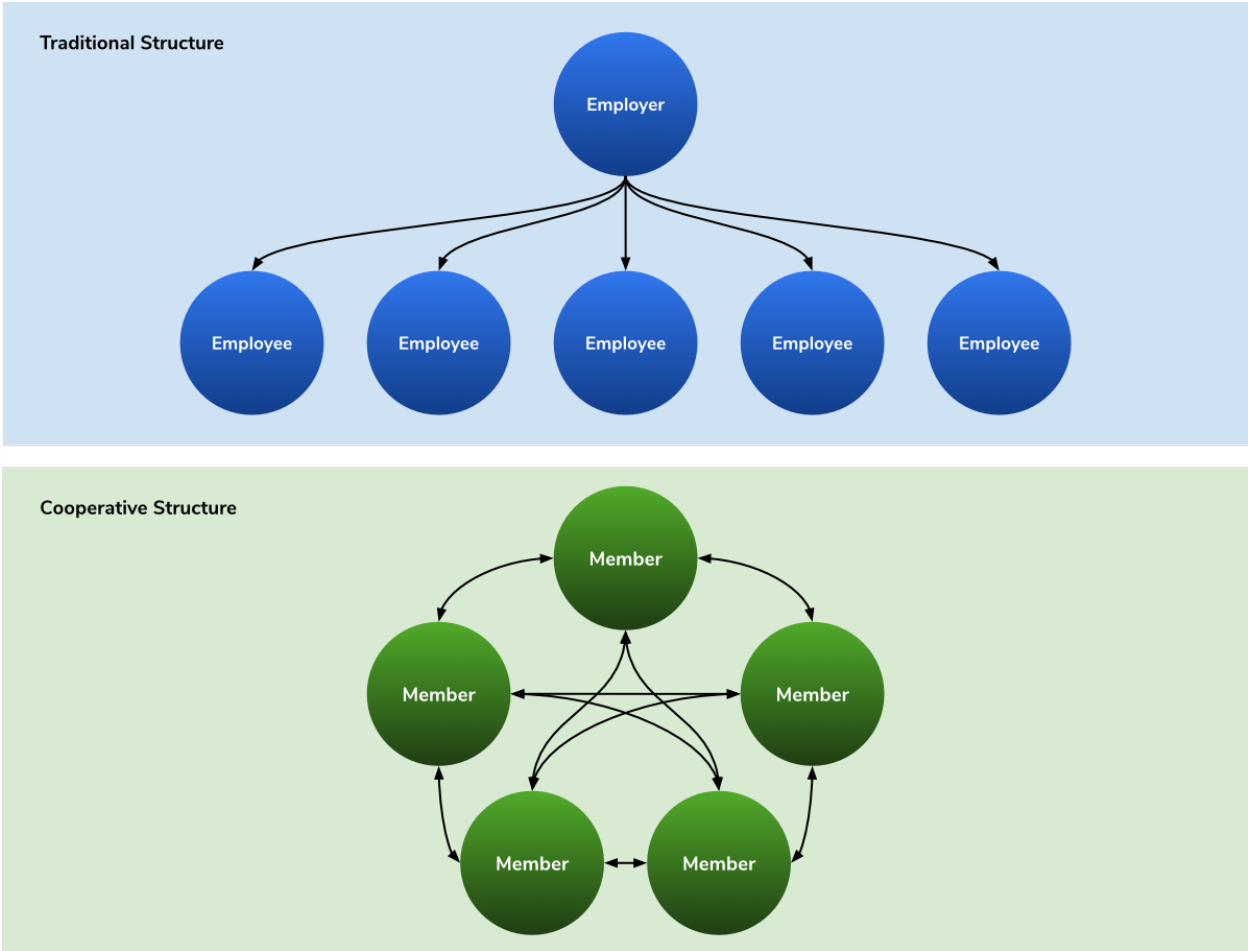 Traditional Structure
Employer
Employee Employee Employee Employee Employee
Cooperative Structure
Member
Member Member
Member Member